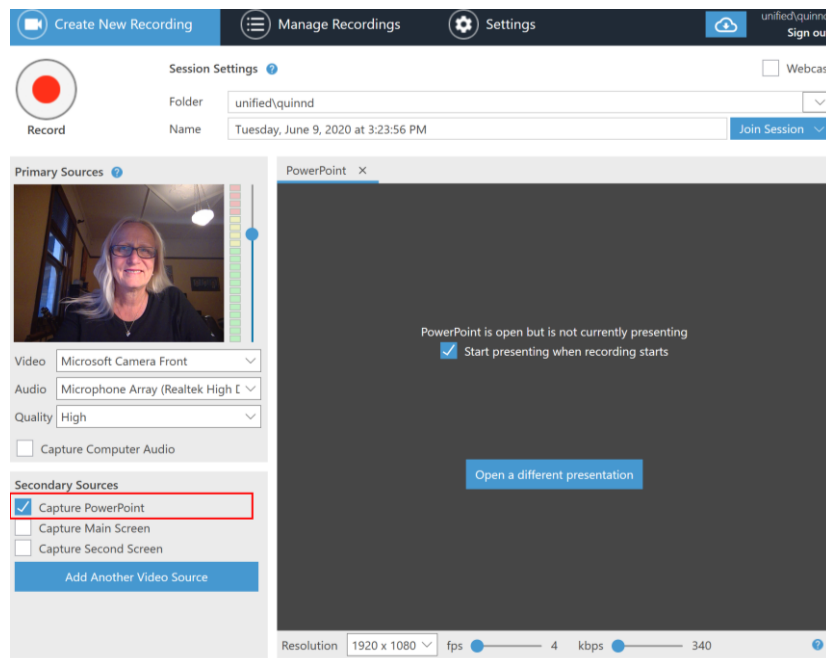 Create New Recording
Manage Recordings
Settings
unified\quinnd
Sign ou
Session Settings
Webcas
Record
Folder
unified\quinnd
Name
Tuesday, June 9, 2020 at 3:23:56 PM
Join Session
Primary Sources
PowerPoint
PowerPoint is open but is not currently presenting
Start presenting when recording starts
Video
Microsoft Camera Front
Audio
Microphone Array (Realtek High D
Quality
High
Capture Computer Audio
Open a different presentation
Secondary Sources
Capture PowerPoint
Capture Main Screen
Capture Second Screen
Add Another Video Source
Resolution
1920 x 1080
fps
4
kbps
340